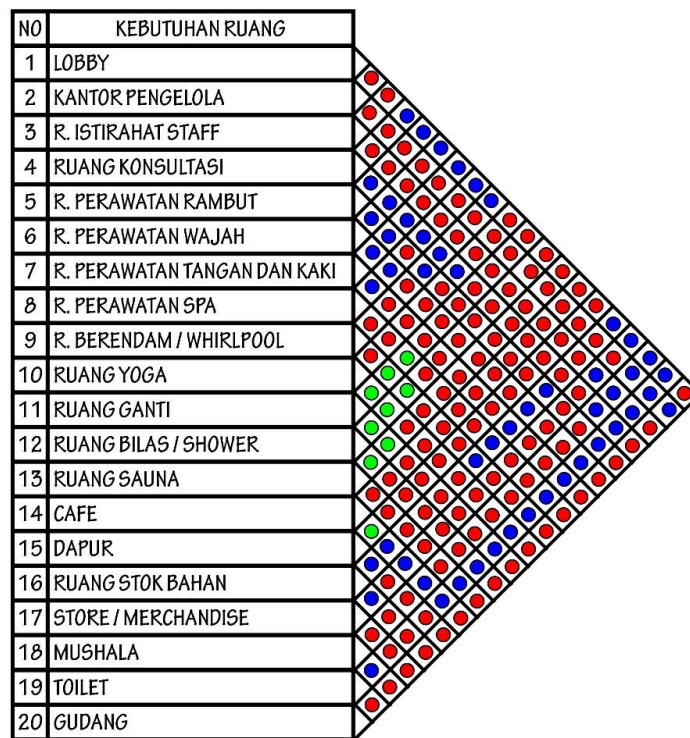 NO KEBUTUHAN RUANG
1 LOBBY
2 KANTOR PENGELOLA
3 R. ISTIRAHAT STAFF
4 RUANG KONSULTASI
5 R. PERAWATAN RAMBUT
6 R. PERAWATAN WAJAH
7 R. PERAWATAN TANGAN DAN KAKI
8 R. PERAWATAN SPA
9 R. BERENDAM / WHIRLPOOL
10 RUANG YOGA
11 RUANG GANTI
12 RUANG BILAS / SHOWER
13 RUANG SAUNA
14 CAFE
15 DAPUR
16 RUANG STOK BAHAN
17 STORE / MERCHANDISE
18 MUSHALA
19 TOILET
20 GUDANG